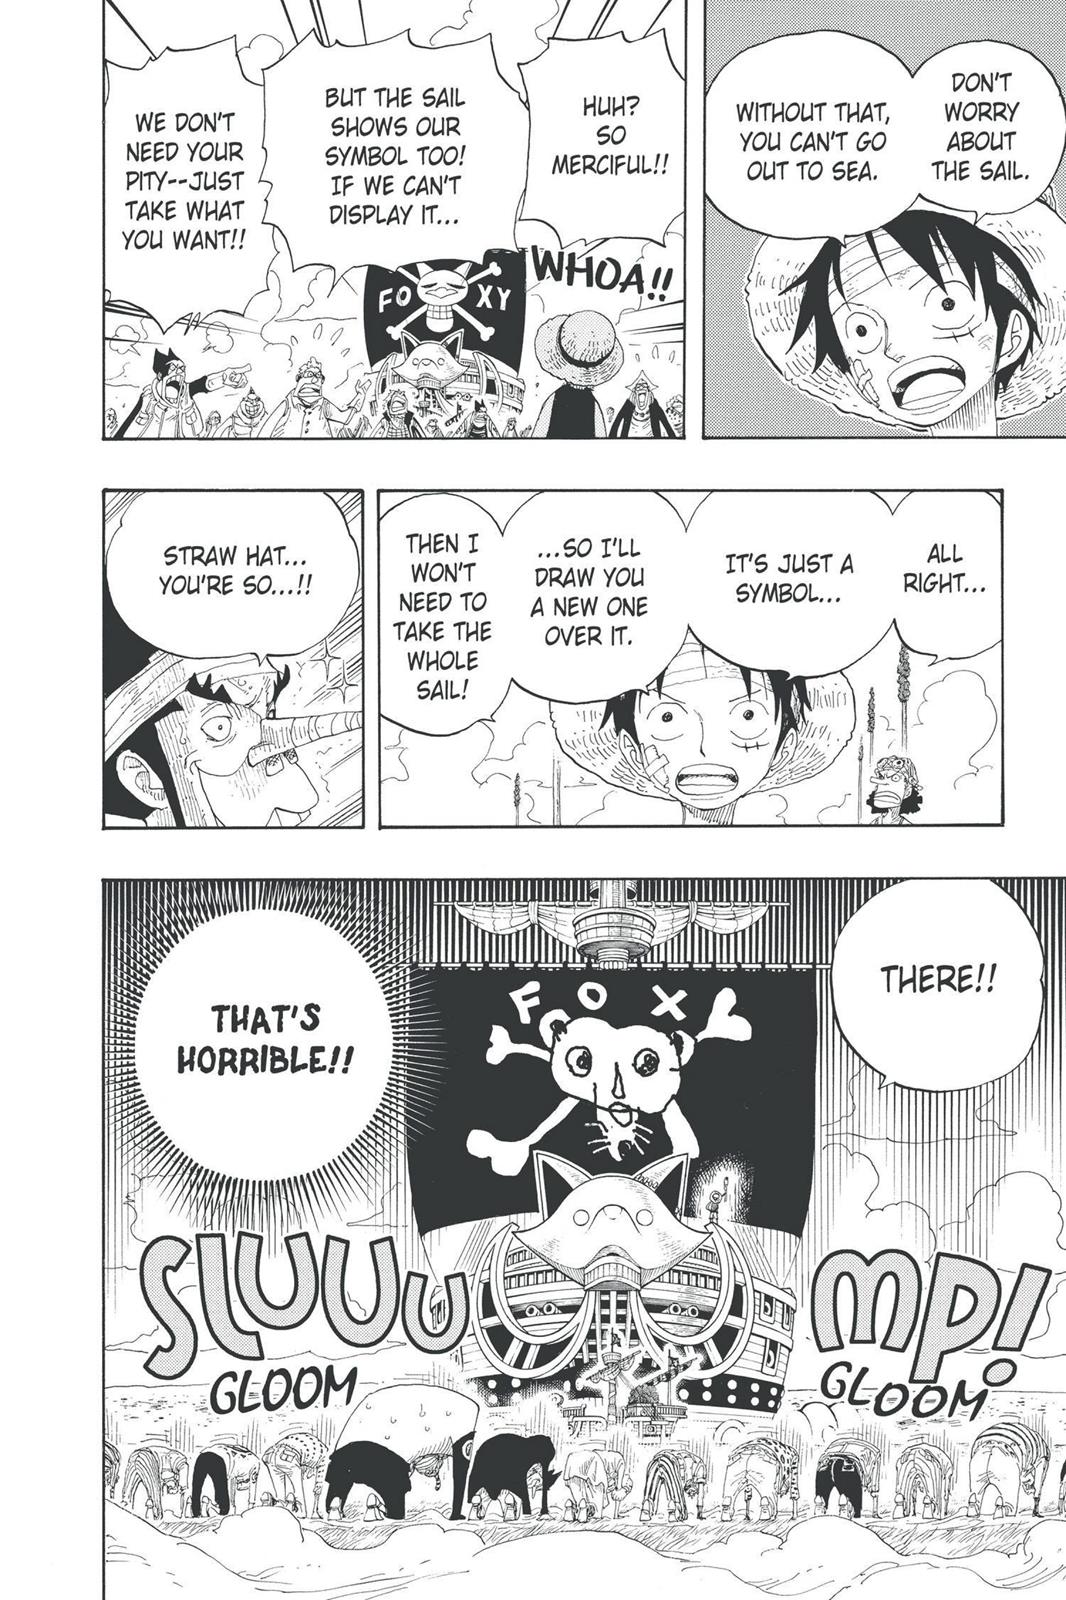 DON'T
WORRY
ABOUT
THE SAIL.
WITHOUT THAT,
YOU CAN'T GO
OUT TO SEA.
HUH?
SO
MERCIFUL!!
BUT THE SAIL
SHOWS OUR
SYMBOL TOO!
IF WE CAN'T
DISPLAY IT...
WE DON'T
NEED YOUR
PITY--JUST
TAKE WHAT
YOU WANT!!
WHOA!!
FOXY
ALL
RIGHT...
IT'S JUST A
SYMBOL...
...SO I'LL
DRAW YOU
A NEW ONE
OVER IT.
THEN I
WON'T
NEED TO
TAKE THE
WHOLE
SAIL!
STRAW HAT...
YOU'RE SO...!!
THERE!!
FOX
THAT'S
HORRIBLE!!
SLUUUMP!
GLOOM
GLOOM